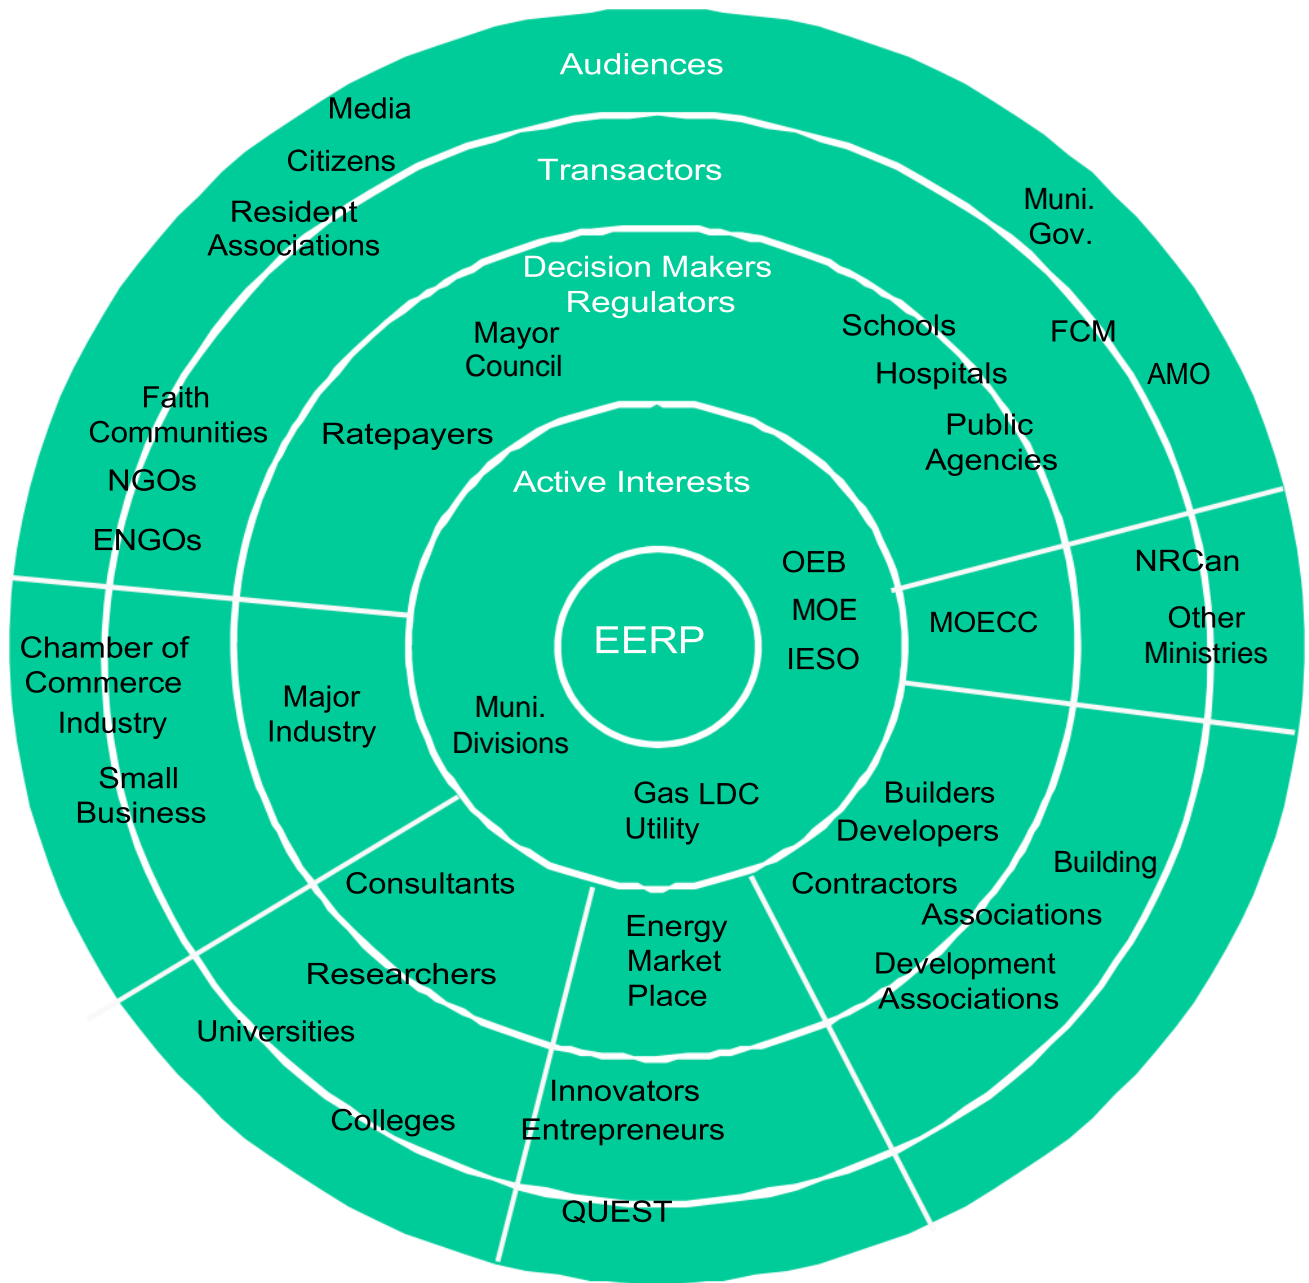 Audiences
Media
Citizens
Transactors
Resident
Associations
Muni.
Gov.
Decision Makers
Regulators
Mayor
Council
Schools
FCM
Hospitals
AMO
Faith
Communities
Ratepayers
Public
Agencies
NGOs
Active Interests
ENGOs
OEB
NRCan
MOE
MOECC
Other
Ministries
EERP
IESO
Chamber of
Commerce
Industry
Major
Industry
Muni.
Divisions
Small
Business
Gas LDC
Utility
Builders
Developers
Building
Consultants
Contractors
Associations
Energy
Market
Place
Development
Associations
Researchers
Universities
Innovators
Colleges
Entrepreneurs
QUEST